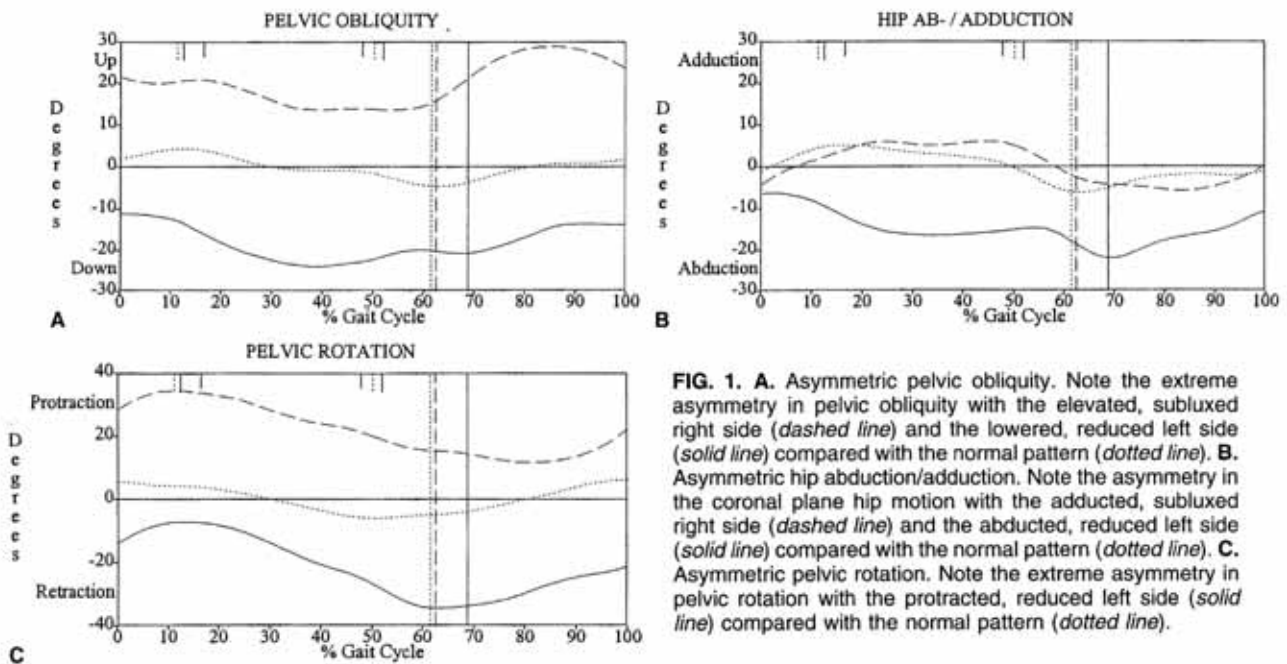 PELVIC OBLIQUITY
30
Up
20
10
0
-10
-20
Down
-30
Degrees
0 10 20 30 40 50 60 70 80 90 100
% Gait Cycle
A
HIP AB- / ADDUCTION
30
Adduction
20
10
0
-10
-20
Abduction
-30
Degrees
0 10 20 30 40 50 60 70 80 90 100
% Gait Cycle
B
PELVIC ROTATION
40
Protraction
20
0
-20
Retraction
-40
Degrees
0 10 20 30 40 50 60 70 80 90 100
% Gait Cycle
C
FIG. 1. A. Asymmetric pelvic obliquity. Note the extreme
asymmetry in pelvic obliquity with the elevated, subluxed
right side (dashed line) and the lowered, reduced left side
(solid line) compared with the normal pattern (dotted line). B.
Asymmetric hip abduction/adduction. Note the asymmetry in
the coronal plane hip motion with the adducted, subluxed
right side (dashed line) and the abducted, reduced left side
(solid line) compared with the normal pattern (dotted line). C.
Asymmetric pelvic rotation. Note the extreme asymmetry in
pelvic rotation with the protracted, reduced left side (solid
line) compared with the normal pattern (dotted line).